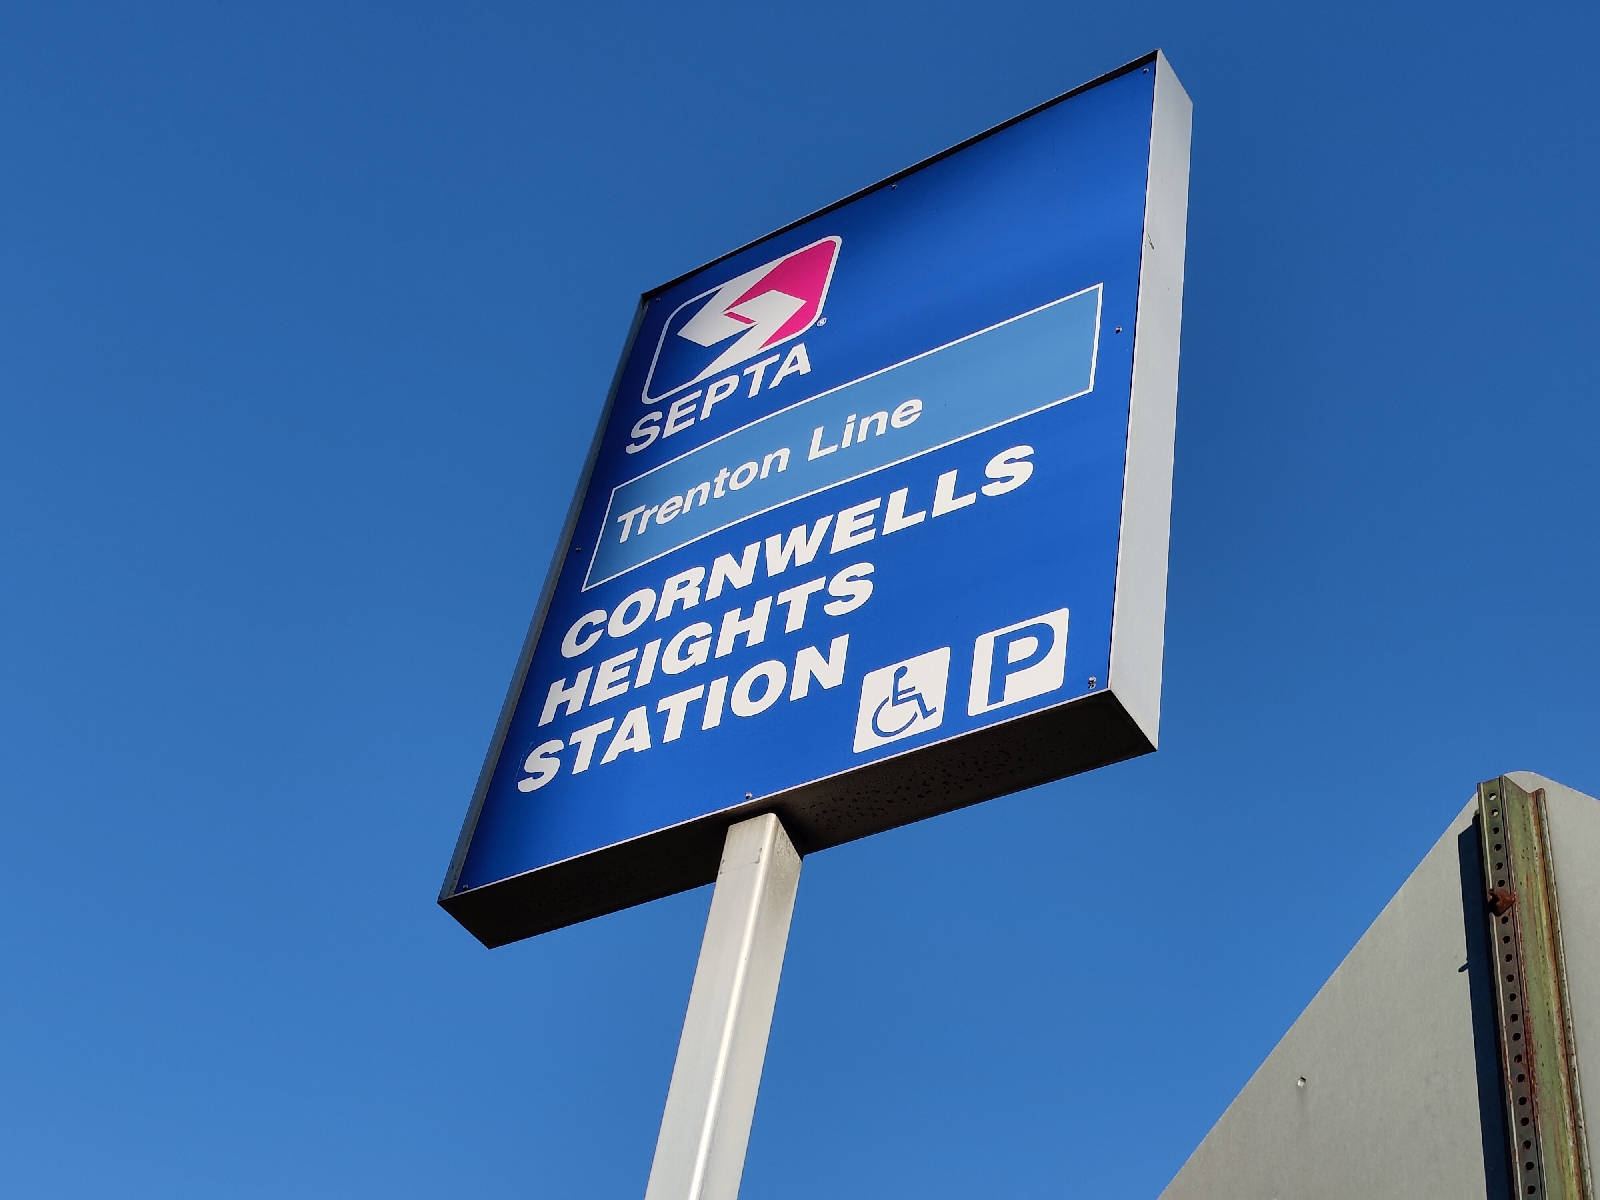 SEPTA
Trenton Line
CORNWELLS
HEIGHTS
STATION
P